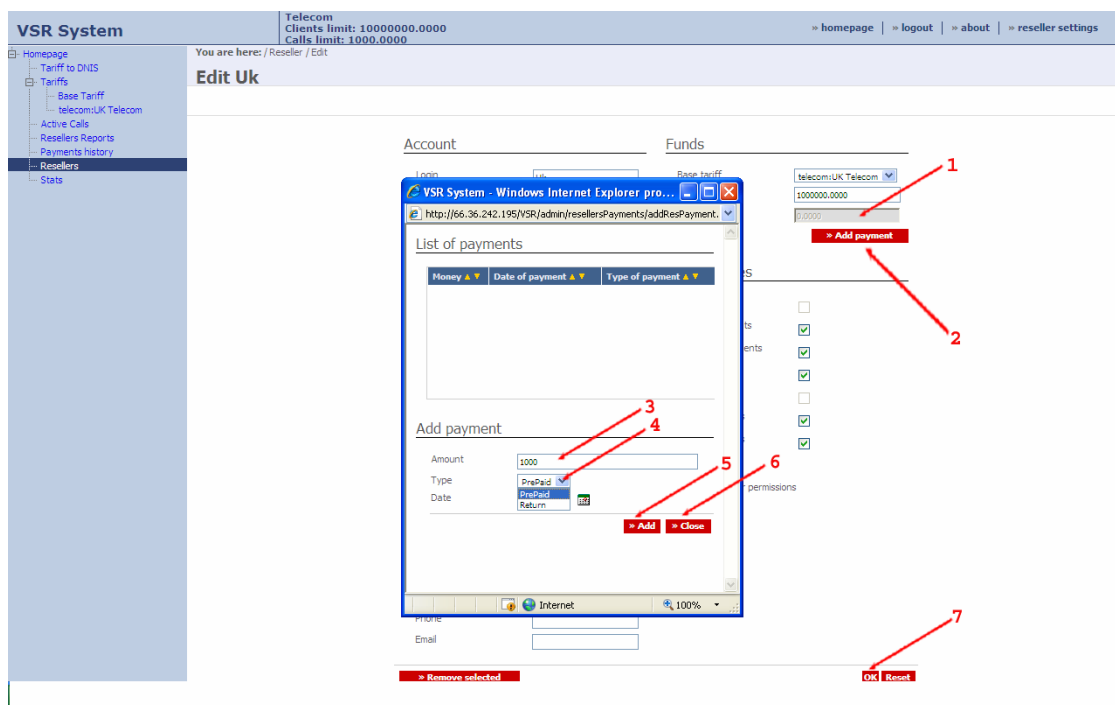 VSR System
Telecom
Clients limit: 10000000.0000
Calls limit: 1000.0000
» homepage | » logout | » about | » reseller settings
Homepage
Tariff to DNIS
Tariffs
Base Tariff
telecom:UK Telecom
Active Calls
Resellers Reports
Payments history
Resellers
Stats
You are here: / Reseller / Edit
Edit Uk
Account
Funds
Login
Uk
Base tariff
telecom:UK Telecom
1000000.0000
0.0000
» Add payment
1
2
VSR System - Windows Internet Explorer pro...
http://66.36.242.195/VSR/admin/resellersPayments/addResPayment.
List of payments
Money
Date of payment
Type of payment
3
4
Add payment
Amount
1000
Type
PrePaid
PrePaid
Return
Date
5
6
» Add
» Close
Internet
100%
s
ts
ents
s
s
r permissions
Phone
Email
7
» Remove selected
OK
Reset